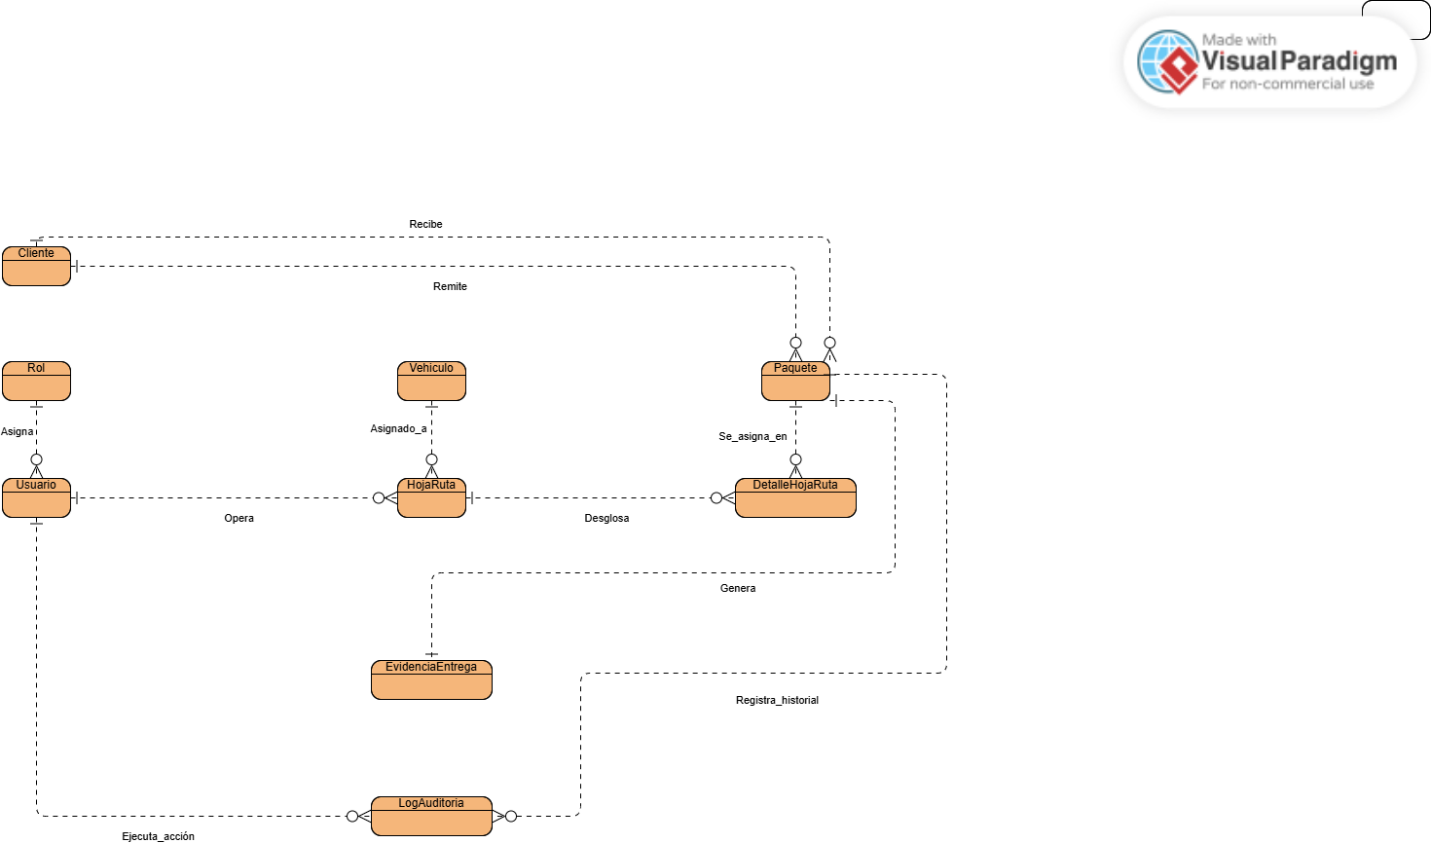 Made with
Visual Paradigm
For non-commercial use
Recibe
Cliente
Remite
Rol
Vehículo
Paquete
Asigna
Asignado_a
Se_asigna_en
Usuario
HojaRuta
DetalleHojaRuta
Opera
Desglosa
Genera
EvidenciaEntrega
Registra_historial
LogAuditoria
Ejecuta_acción